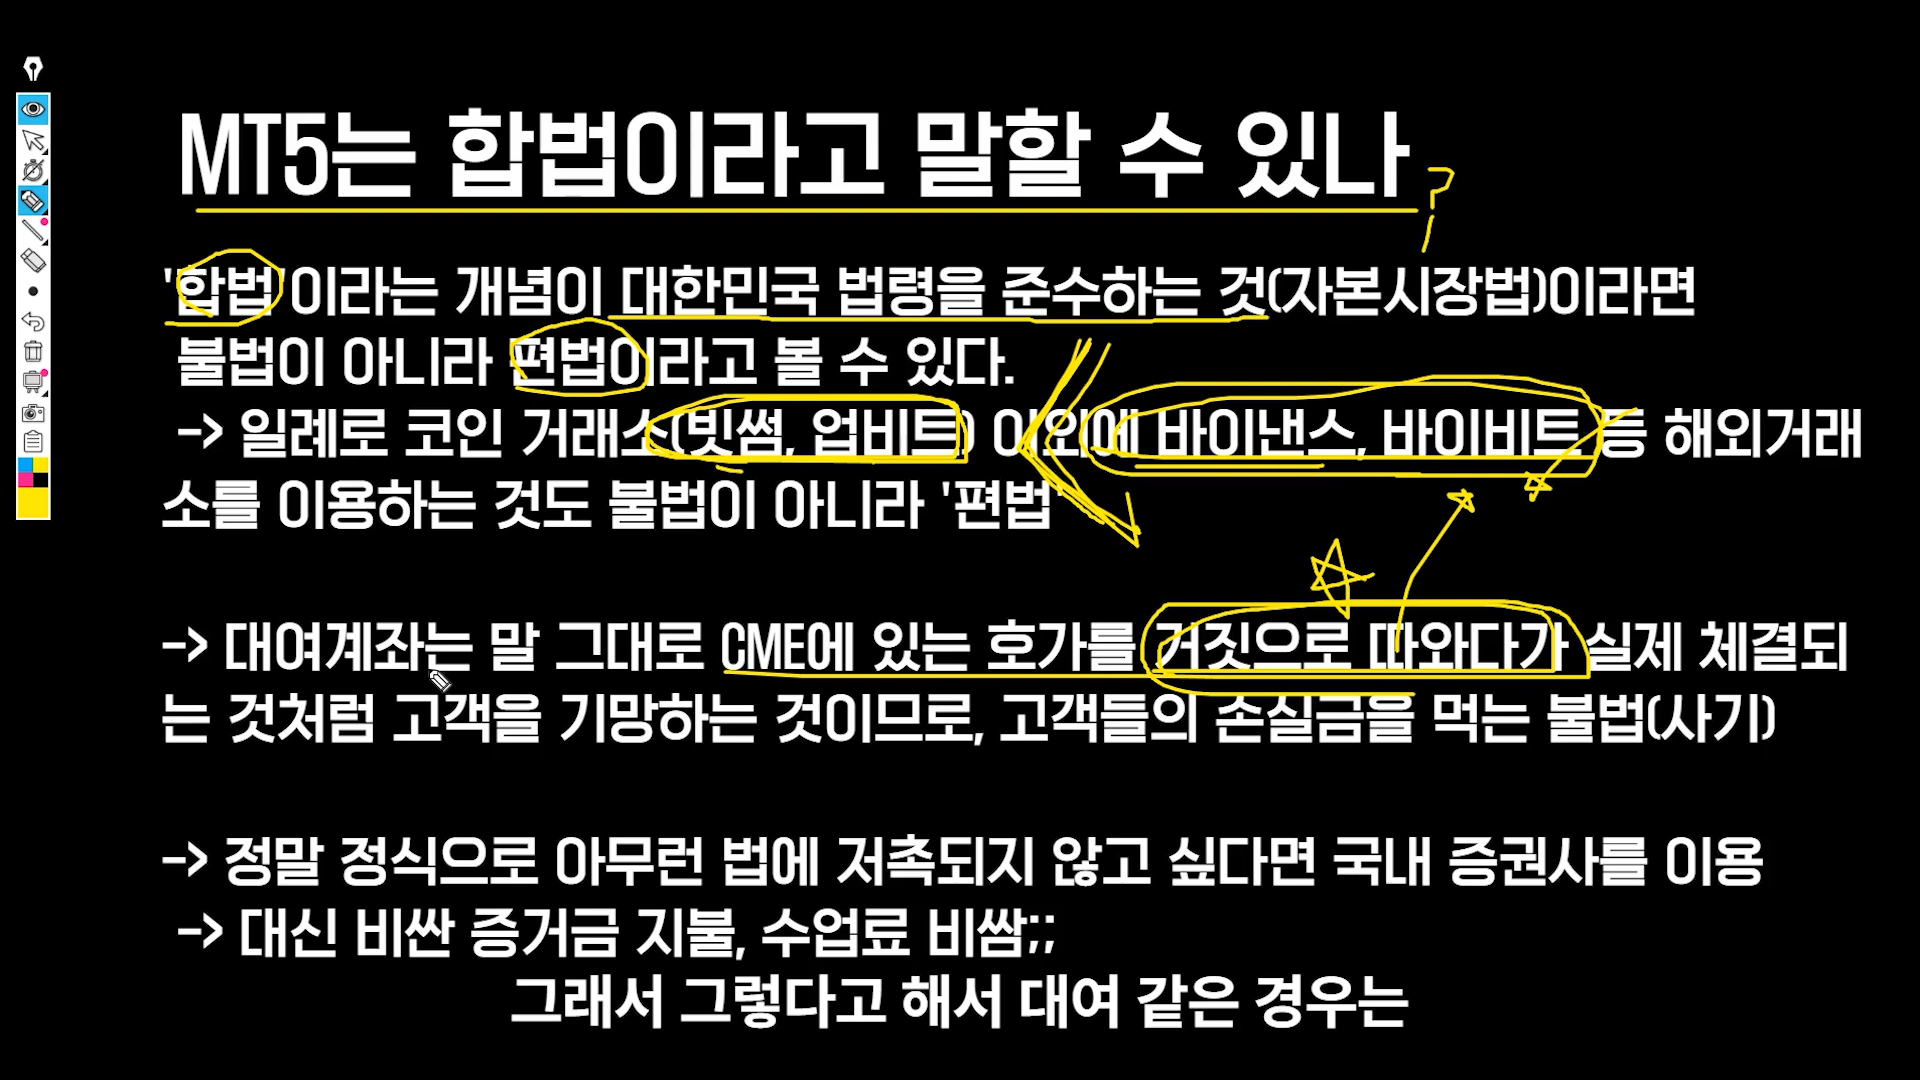 MT5는 합법이라고 말할 수 있나
?
'합법'이라는 개념이 대한민국 법령을 준수하는 것(자본시장법)이라면
불법이 아니라 편법이라고 볼 수 있다.
-> 일례로 코인 거래소(빗썸, 업비트) 이외에 바이낸스, 바이비트 등 해외거래
소를 이용하는 것도 불법이 아니라 '편법'
-> 대여계좌는 말 그대로 CME에 있는 호가를 거짓으로 따와다가 실제 체결되
는 것처럼 고객을 기망하는 것이므로, 고객들의 손실금을 먹는 불법(사기)
-> 정말 정식으로 아무런 법에 저촉되지 않고 싶다면 국내 증권사를 이용
-> 대신 비싼 증거금 지불, 수업료 비쌈;;
그래서 그렇다고 해서 대여 같은 경우는